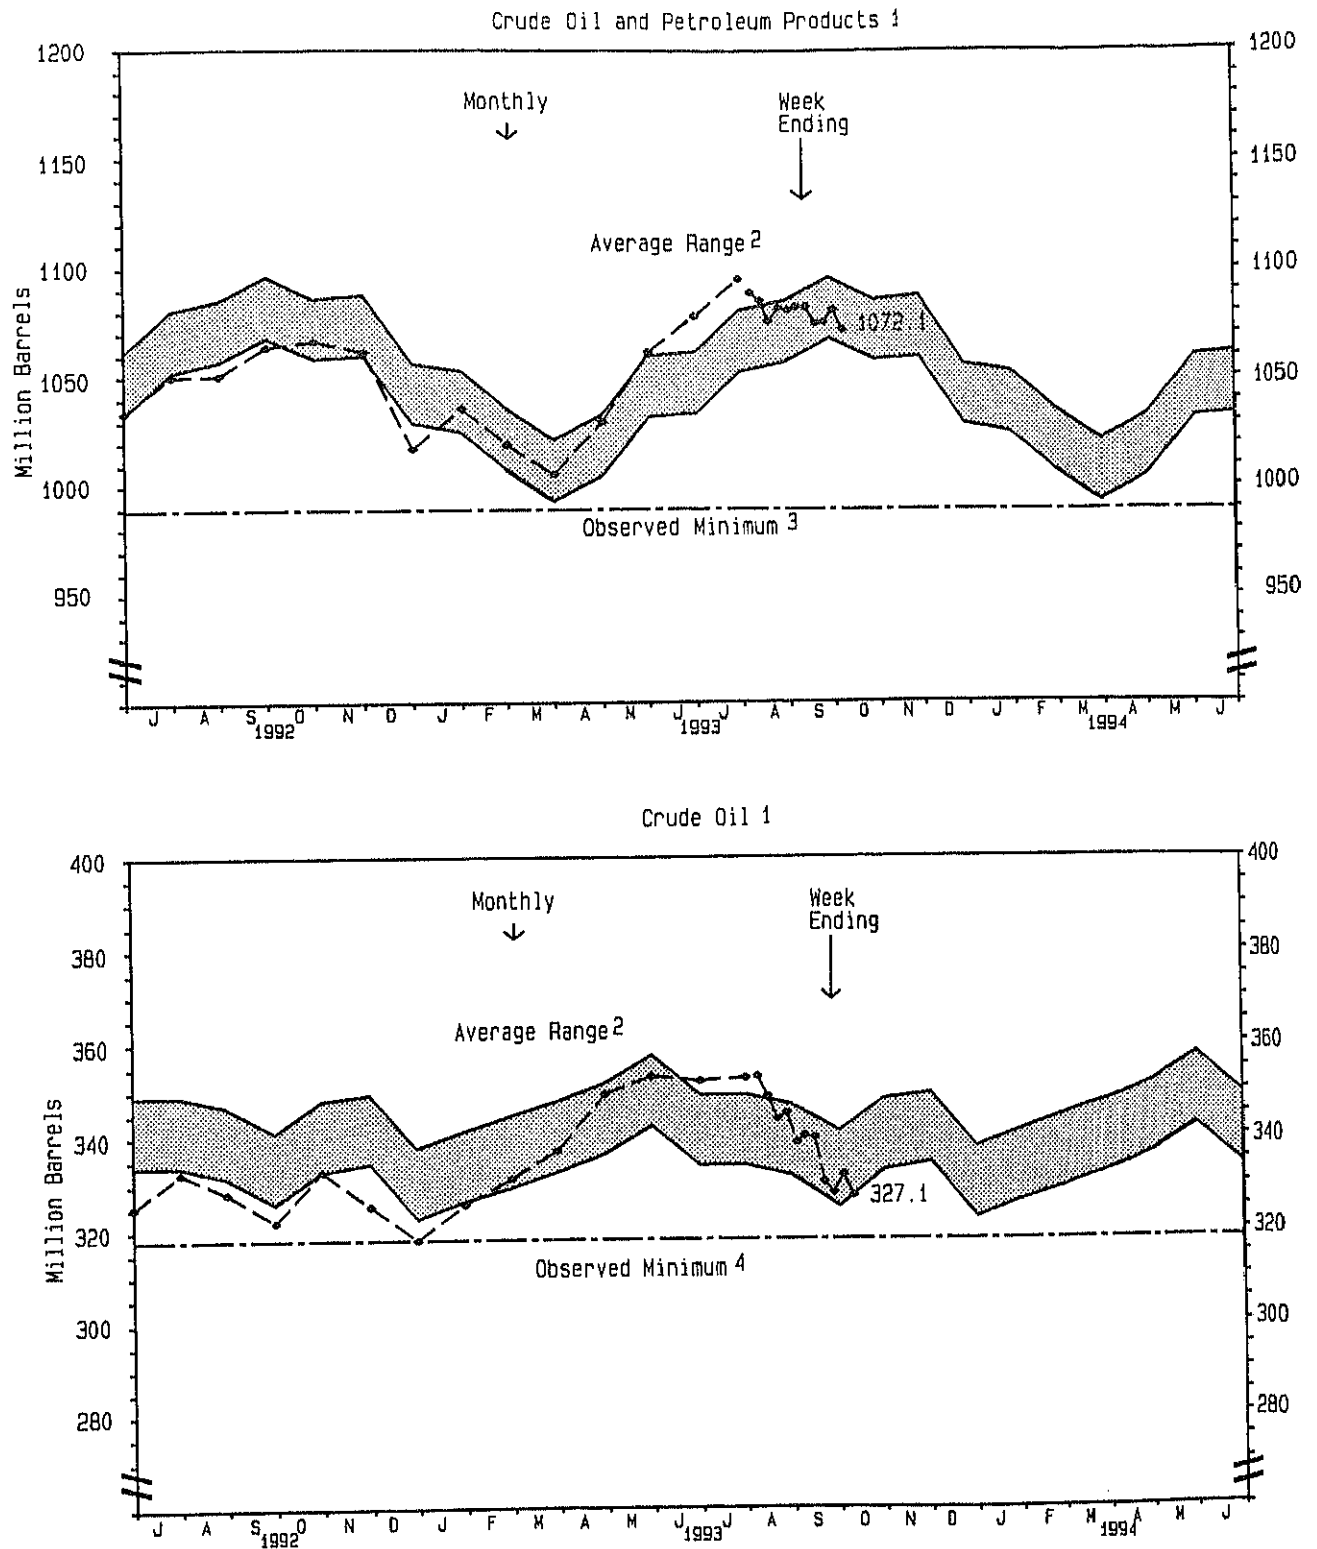 Crude Oil and Petroleum Products 1
1200 1200
Monthly Week
Ending
1150 1150
Average Range 2
1100 1100
Million Barrels
1072.1
1050 1050
1000 1000
Observed Minimum 3
950 950
J A S O N D J F M A M J J A S O N D J F M A M J
1992 1993 1994
Crude Oil 1
400 400
Monthly Week
Ending
380 380
Average Range 2
360 360
Million Barrels
340 340
327.1
320 320
Observed Minimum 4
300 300
280 280
J A S O N D J F M A M J J A S O N D J F M A M J
1992 1993 1994